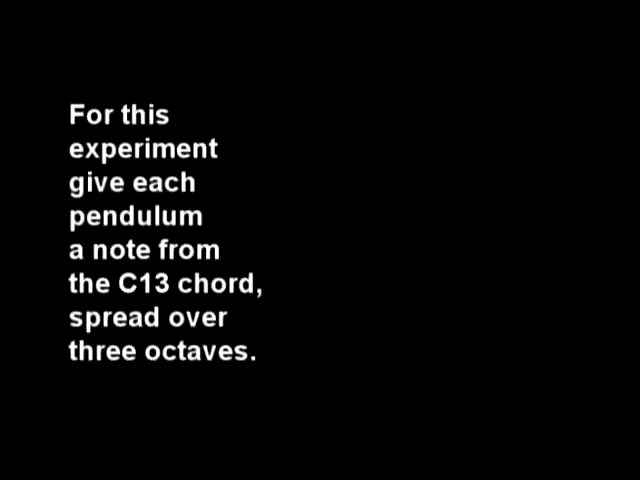 For this
experiment
give each
pendulum
a note from
the C13 chord,
spread over
three octaves.